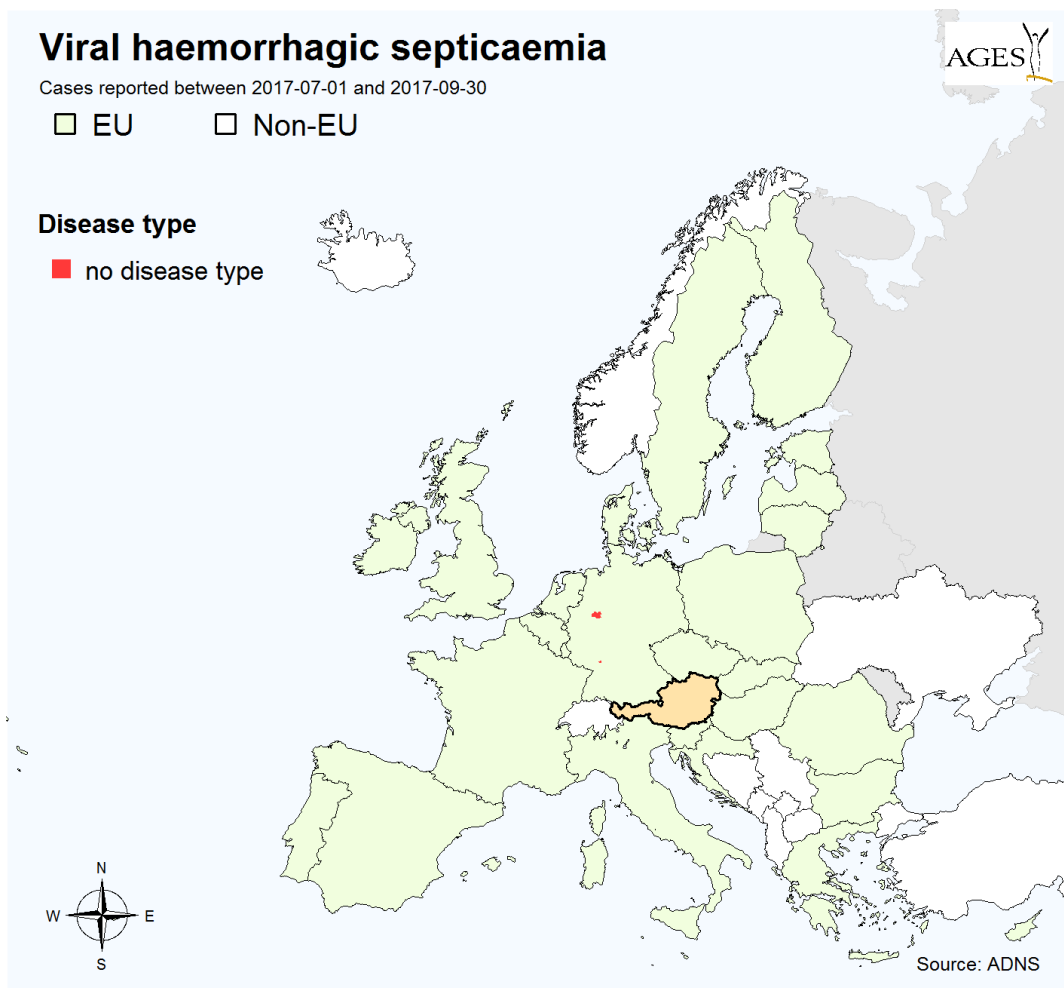 Viral haemorrhagic septicaemia
Cases reported between 2017-07-01 and 2017-09-30
EU Non-EU
AGES
Disease type
no disease type
N
W E
S
Source: ADNS